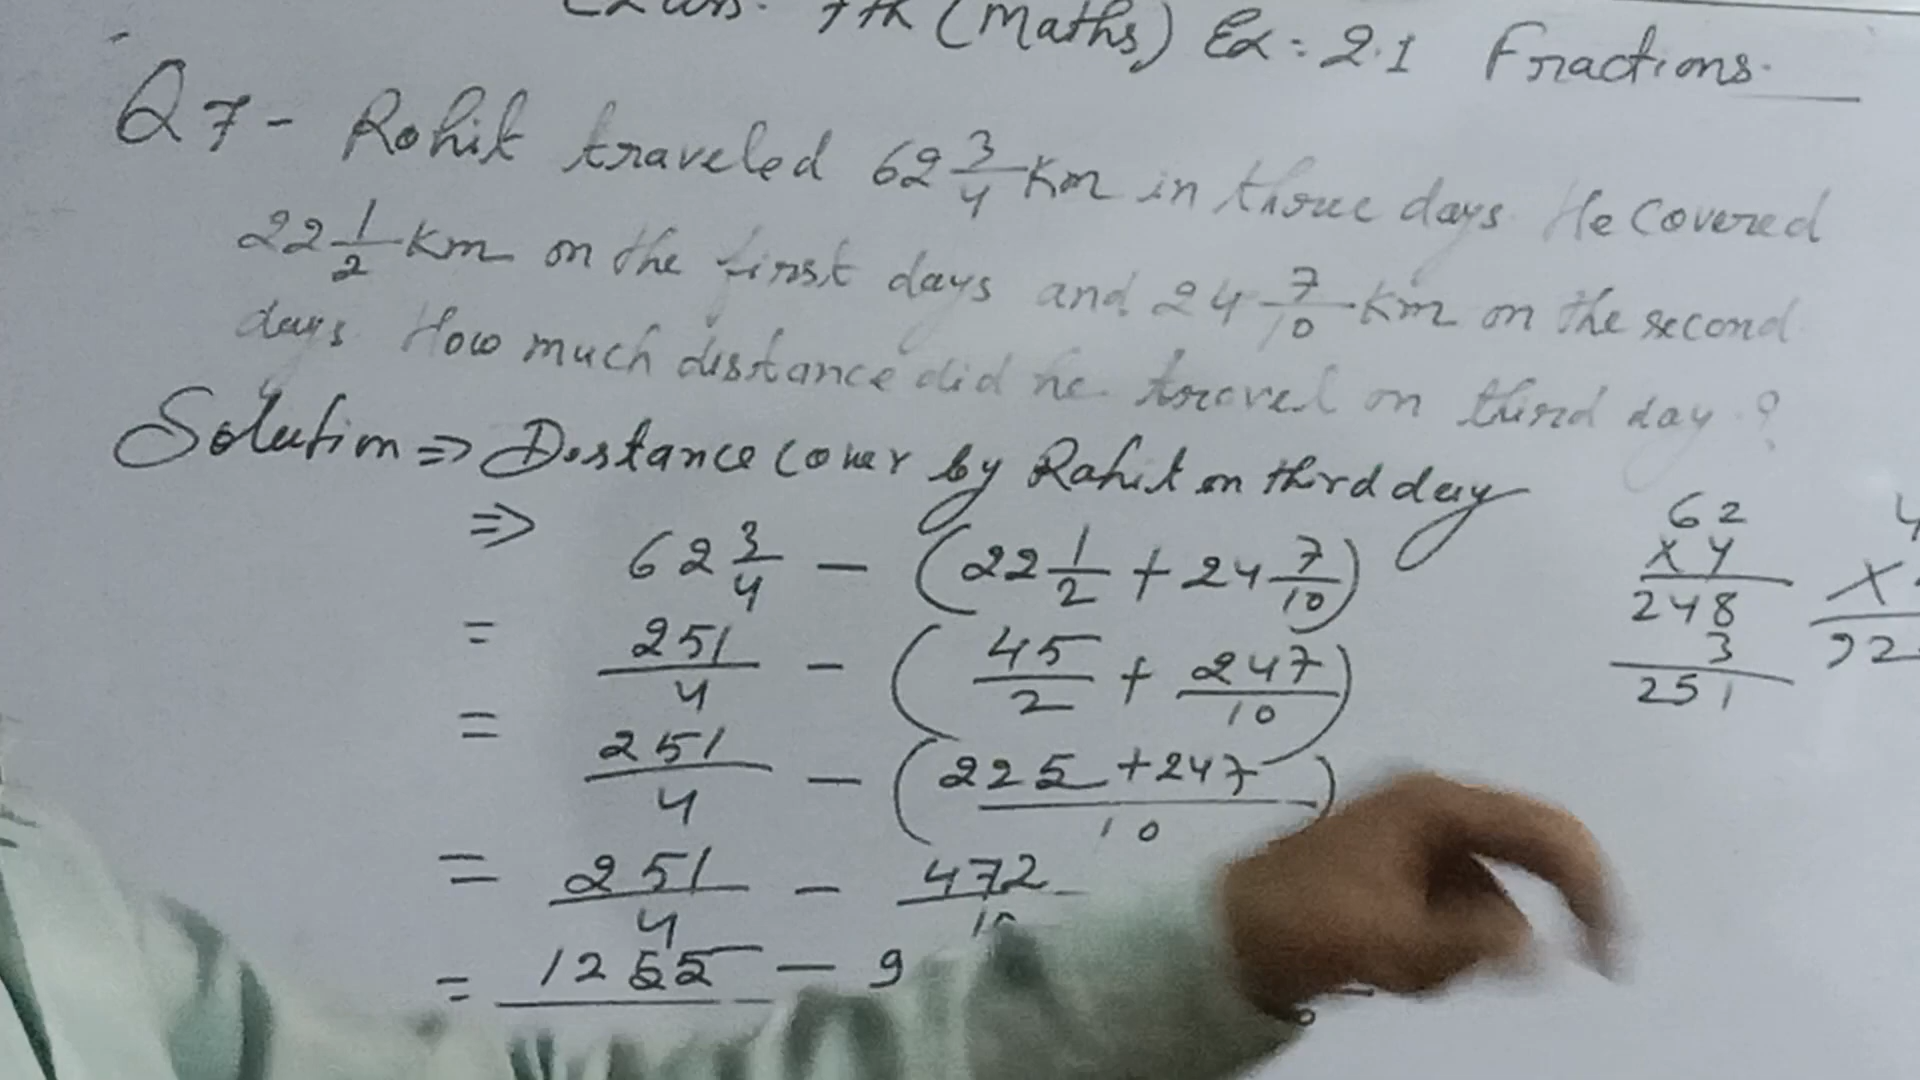 7th (Maths) Ex = 2.1 Fractions.
Q7- Rohit traveled 62 3/4 Km in three days He Covered
22 1/2 Km on the first days and 24 7/10 Km on the second
days How much distance did he travel on third day ?
Solution ⇒ Distance cover by Rahit on third day
⇒ 62 3/4 - (22 1/2 + 24 7/10)
= 251/4 - (45/2 + 247/10)
= 251/4 - (225 + 247/10)
= 251/4 - 472/10
= 1255 - 9
62
x 4
248
3
251